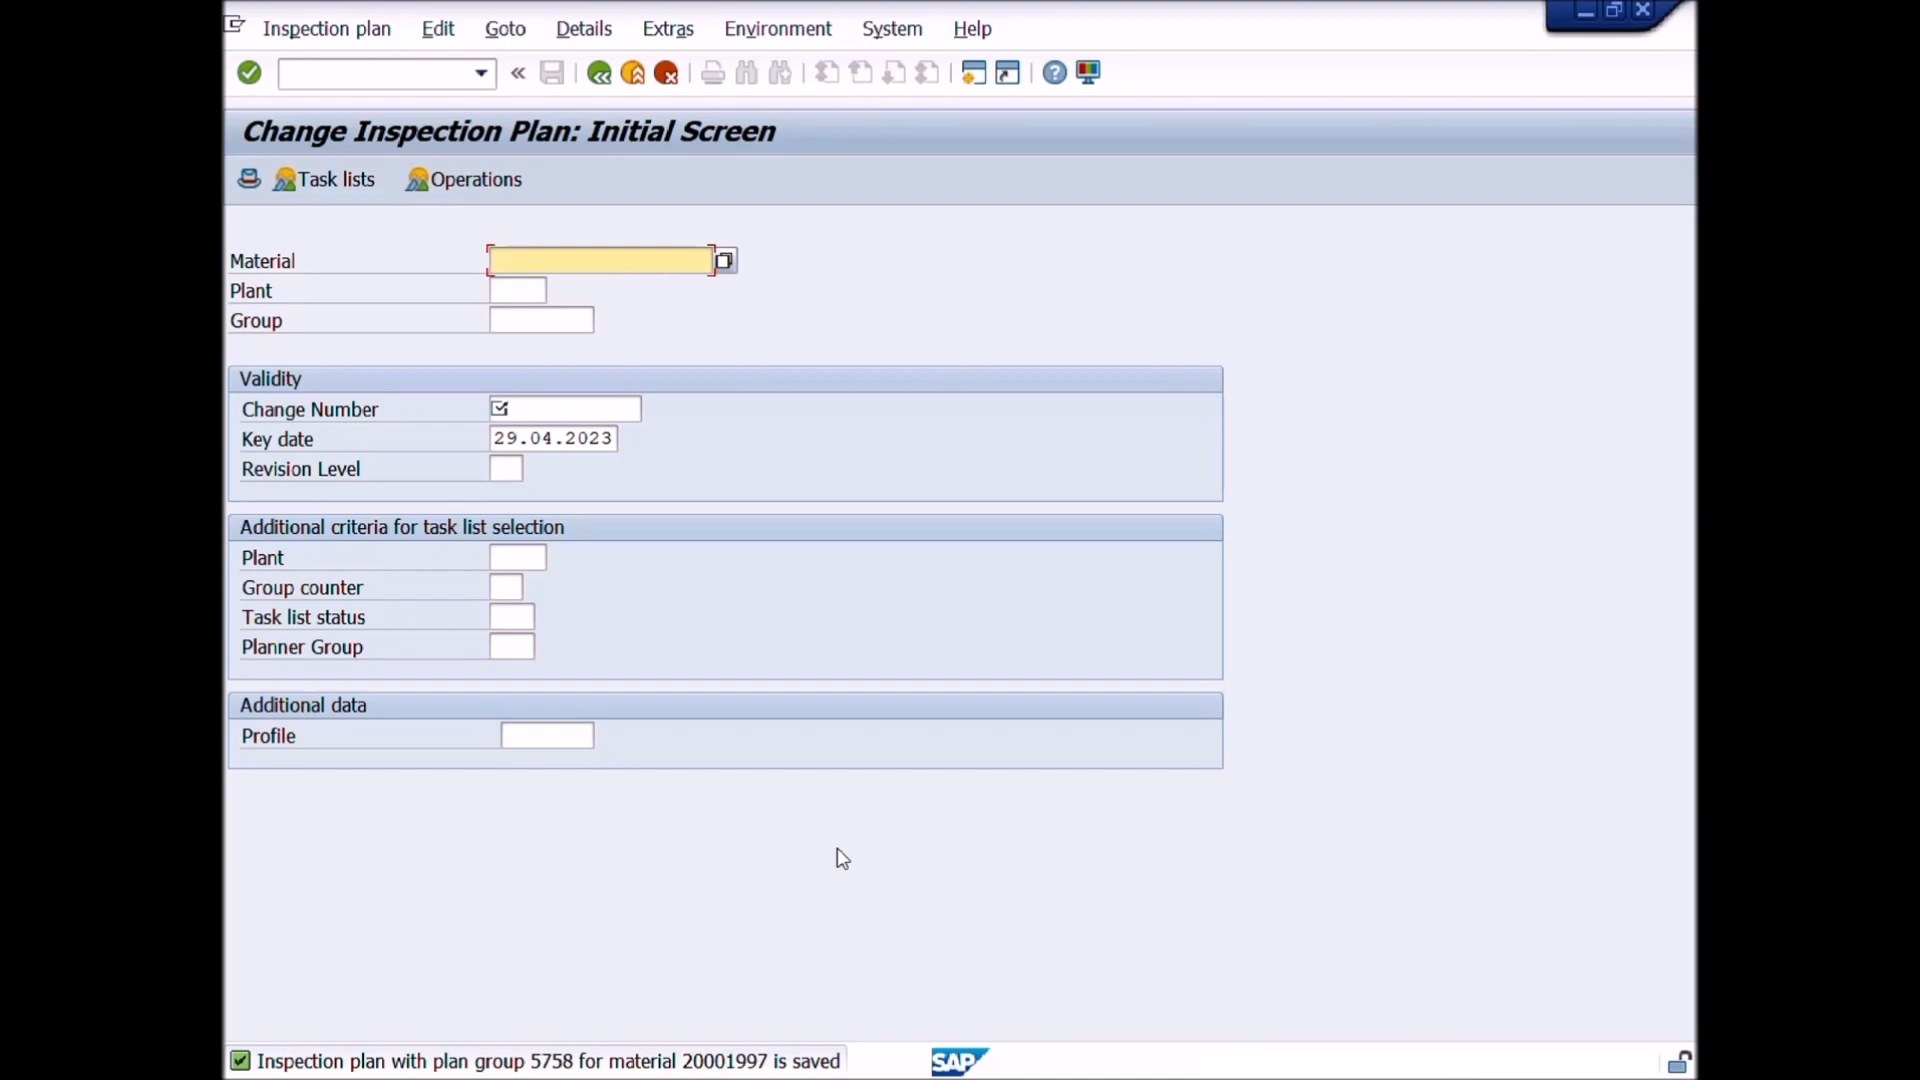 Inspection plan Edit Goto Details Extras Environment System Help
Change Inspection Plan: Initial Screen
Task lists Operations
Material
Plant
Group
Validity
Change Number
Key date 29.04.2023
Revision Level
Additional criteria for task list selection
Plant
Group counter
Task list status
Planner Group
Additional data
Profile
Inspection plan with plan group 5758 for material 20001997 is saved SAP